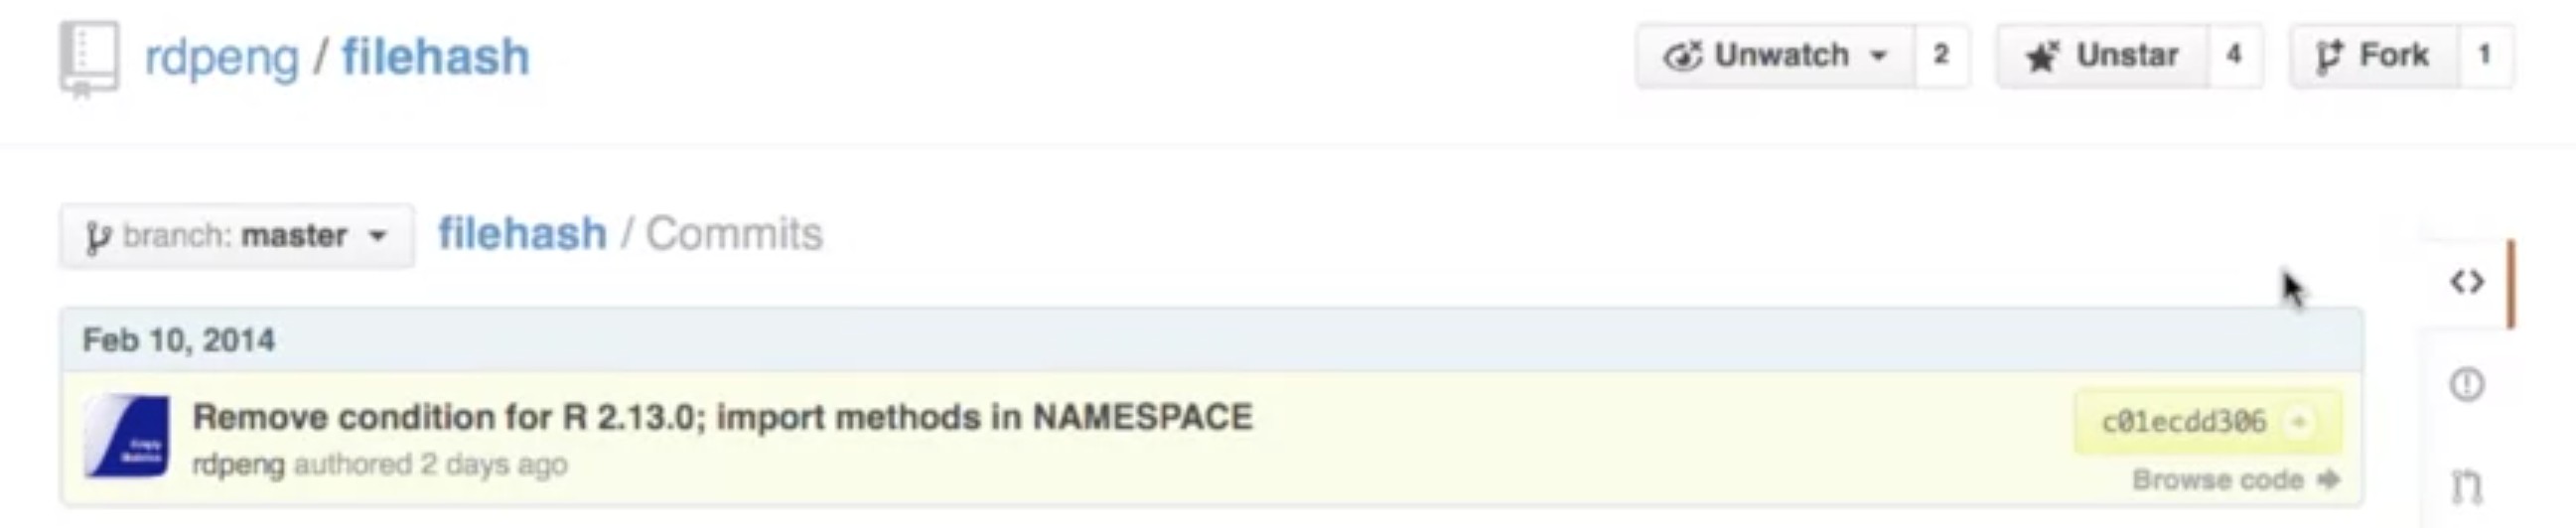 rdpeng / filehash
Unwatch 2
Unstar 4
Fork 1
branch: master
filehash / Commits
Feb 10, 2014
Remove condition for R 2.13.0; import methods in NAMESPACE
c01ecdd306
rdpeng authored 2 days ago
Browse code